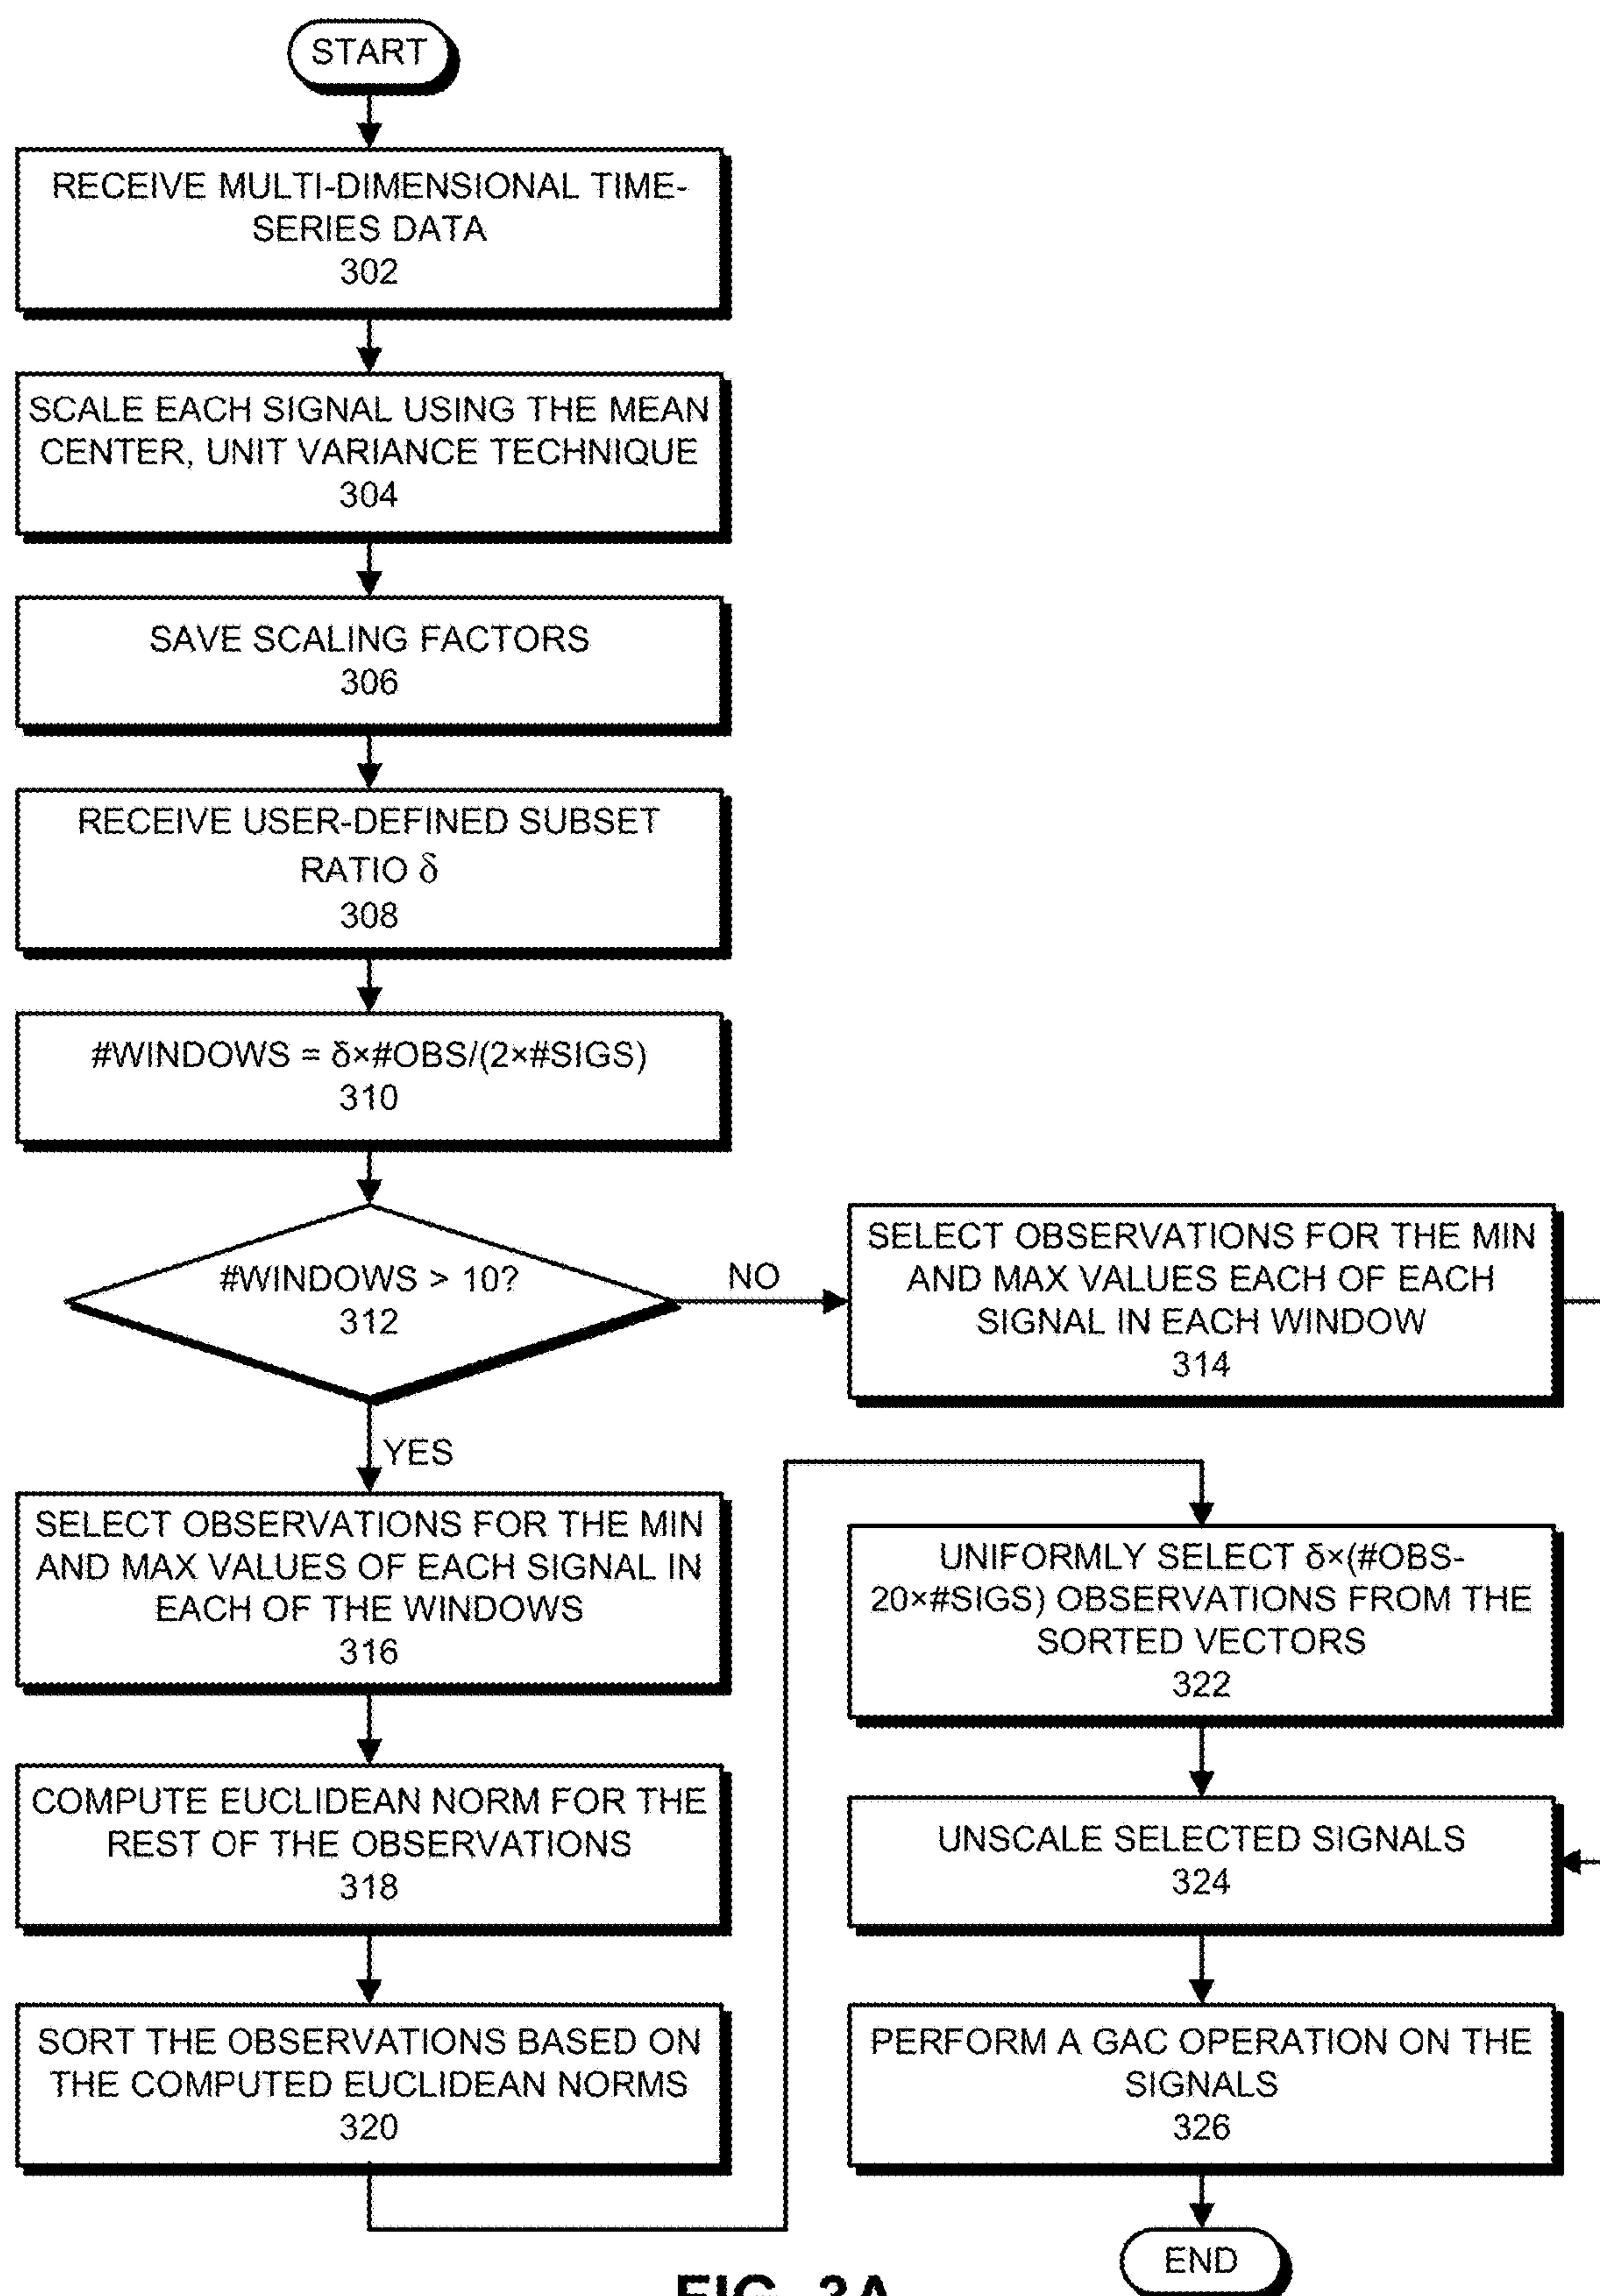 START
RECEIVE MULTI-DIMENSIONAL TIME-
SERIES DATA
302
SCALE EACH SIGNAL USING THE MEAN
CENTER, UNIT VARIANCE TECHNIQUE
304
SAVE SCALING FACTORS
306
RECEIVE USER-DEFINED SUBSET
RATIO δ
308
#WINDOWS = δ×#OBS/(2×#SIGS)
310
#WINDOWS > 10?
312
NO
SELECT OBSERVATIONS FOR THE MIN
AND MAX VALUES EACH OF EACH
SIGNAL IN EACH WINDOW
314
YES
SELECT OBSERVATIONS FOR THE MIN
AND MAX VALUES OF EACH SIGNAL IN
EACH OF THE WINDOWS
316
COMPUTE EUCLIDEAN NORM FOR THE
REST OF THE OBSERVATIONS
318
SORT THE OBSERVATIONS BASED ON
THE COMPUTED EUCLIDEAN NORMS
320
UNIFORMLY SELECT δ×(#OBS-
20×#SIGS) OBSERVATIONS FROM THE
SORTED VECTORS
322
UNSCALE SELECTED SIGNALS
324
PERFORM A GAC OPERATION ON THE
SIGNALS
326
END
FIG. 3A